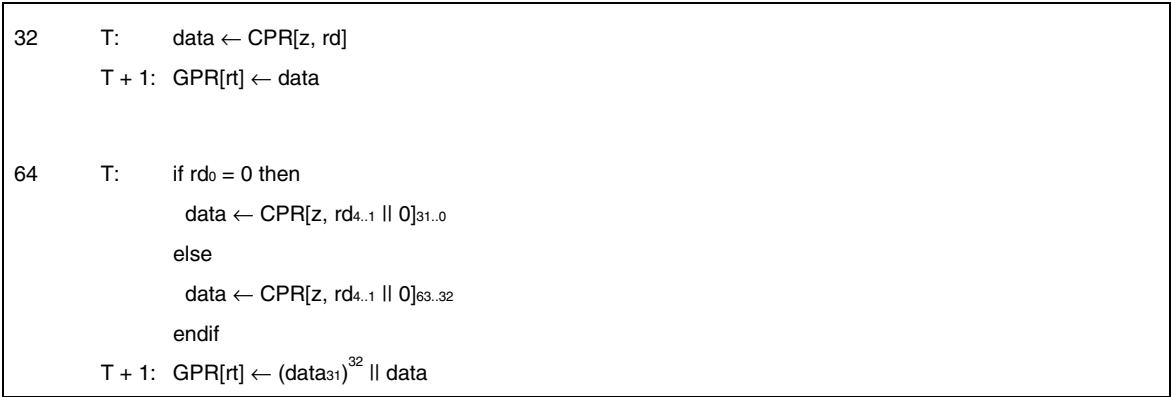 32 T: data ← CPR[z, rd]
T + 1: GPR[rt] ← data
64 T: if rd₀ = 0 then
data ← CPR[z, rd₄..₁ || 0]₃₁..₀
else
data ← CPR[z, rd₄..₁ || 0]₆₃..₃₂
endif
T + 1: GPR[rt] ← (data₃₁)³² || data